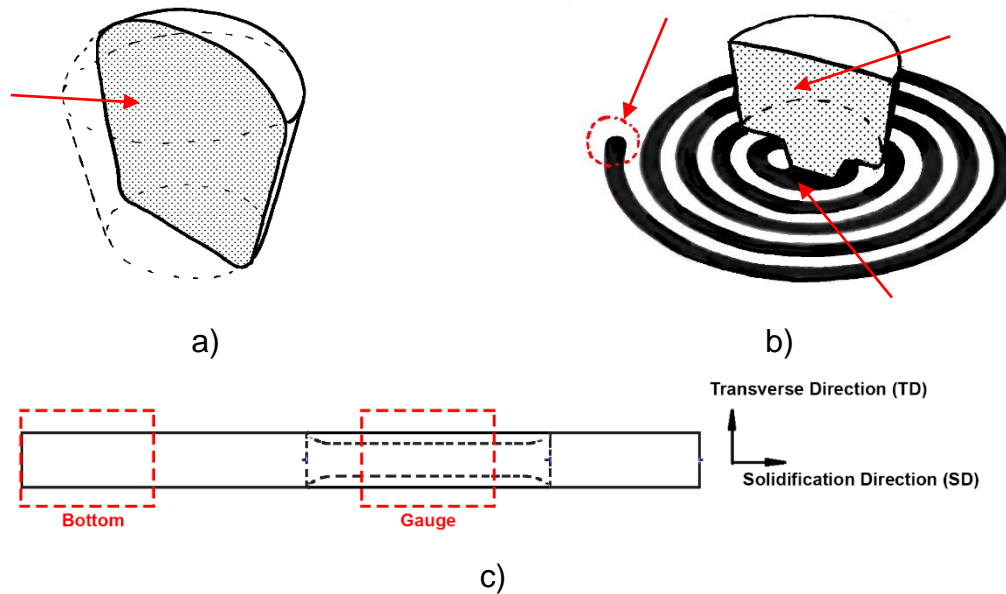 a)
b)
Transverse Direction (TD)
Solidification Direction (SD)
Bottom
Gauge
c)